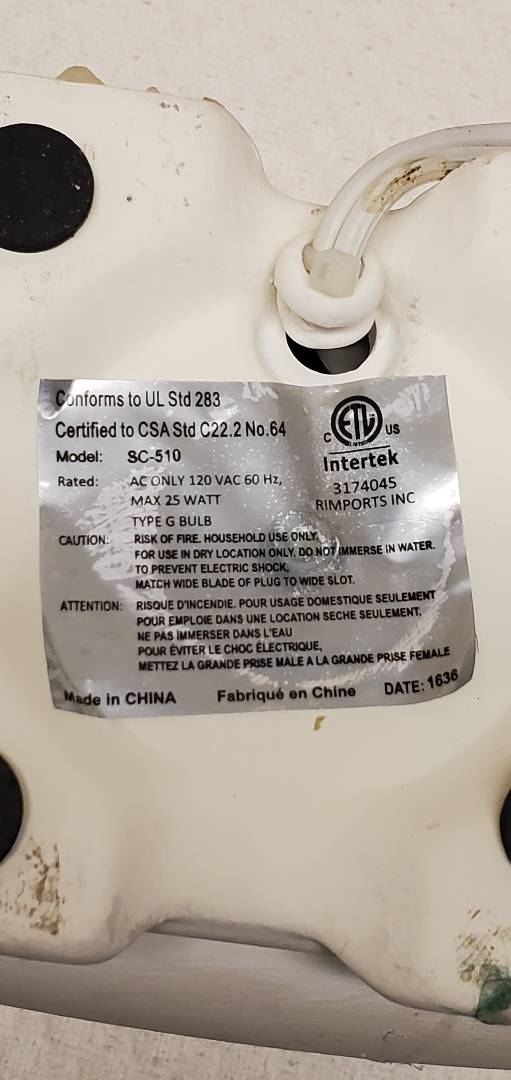 Conforms to UL Std 283
Certified to CSA Std C22.2 No.64
Model: SC-510
Rated: AC ONLY 120 VAC 60 Hz,
MAX 25 WATT
TYPE G BULB
C ETL US
Intertek
3174045
RIMPORTS INC
CAUTION: RISK OF FIRE. HOUSEHOLD USE ONLY.
FOR USE IN DRY LOCATION ONLY, DO NOT IMMERSE IN WATER.
TO PREVENT ELECTRIC SHOCK,
MATCH WIDE BLADE OF PLUG TO WIDE SLOT.
ATTENTION: RISQUE D'INCENDIE. POUR USAGE DOMESTIQUE SEULEMENT
POUR EMPLOIE DANS UNE LOCATION SECHE SEULEMENT.
NE PAS IMMERSER DANS L'EAU
POUR ÉVITER LE CHOC ÉLECTRIQUE,
METTEZ LA GRANDE PRISE MALE A LA GRANDE PRISE FEMALE
Made in CHINA Fabriqué en Chine DATE: 1636